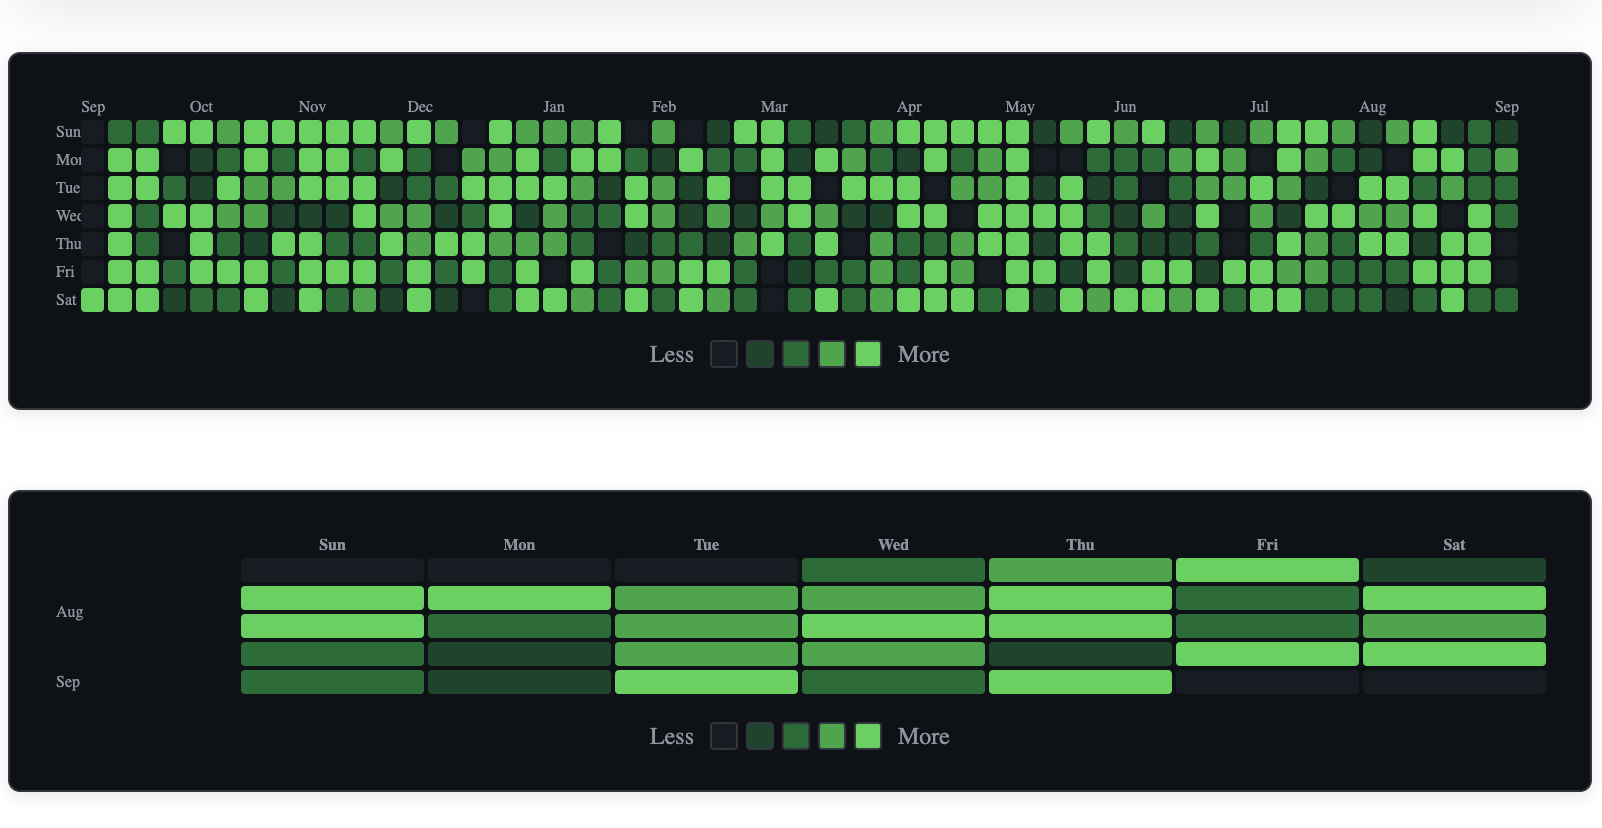 Sep Oct Nov Dec Jan Feb Mar Apr May Jun Jul Aug Sep
Sun
Mon
Tue
Wed
Thu
Fri
Sat
Less More
Sun Mon Tue Wed Thu Fri Sat
Aug
Sep
Less More